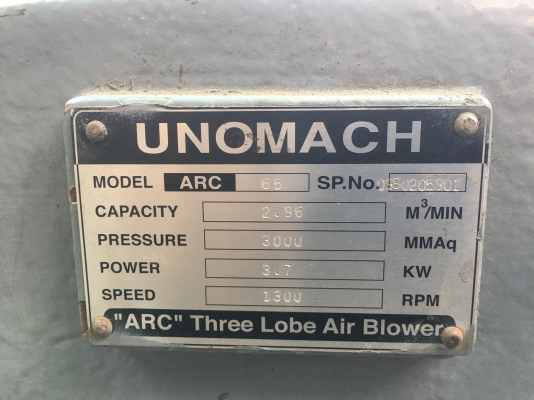 UNOMACH
MODEL ARC 65 SP.No.
CAPACITY 2.96 M³/MIN
PRESSURE 3000 MMAq
POWER 3.7 KW
SPEED 1300 RPM
"ARC" Three Lobe Air Blower